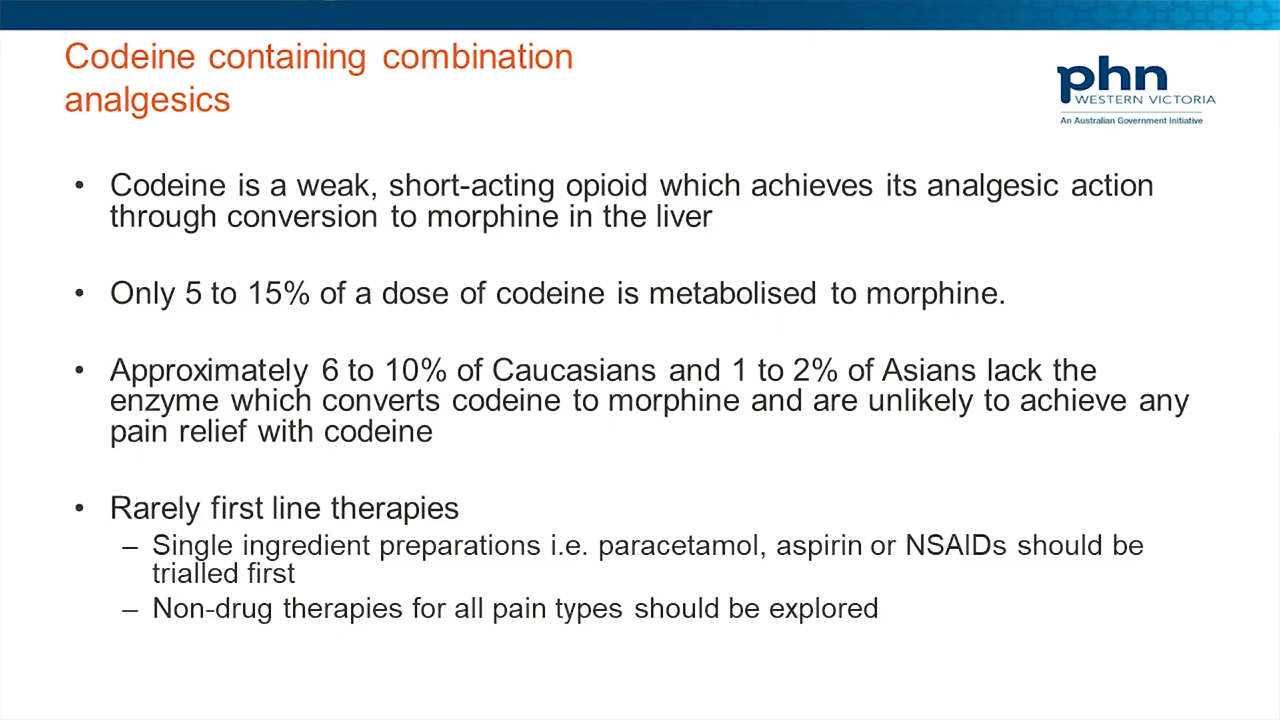 Codeine containing combination
analgesics
phn
WESTERN VICTORIA
An Australian Government Initiative
• Codeine is a weak, short-acting opioid which achieves its analgesic action
through conversion to morphine in the liver
• Only 5 to 15% of a dose of codeine is metabolised to morphine.
• Approximately 6 to 10% of Caucasians and 1 to 2% of Asians lack the
enzyme which converts codeine to morphine and are unlikely to achieve any
pain relief with codeine
• Rarely first line therapies
– Single ingredient preparations i.e. paracetamol, aspirin or NSAIDs should be
trialled first
– Non-drug therapies for all pain types should be explored